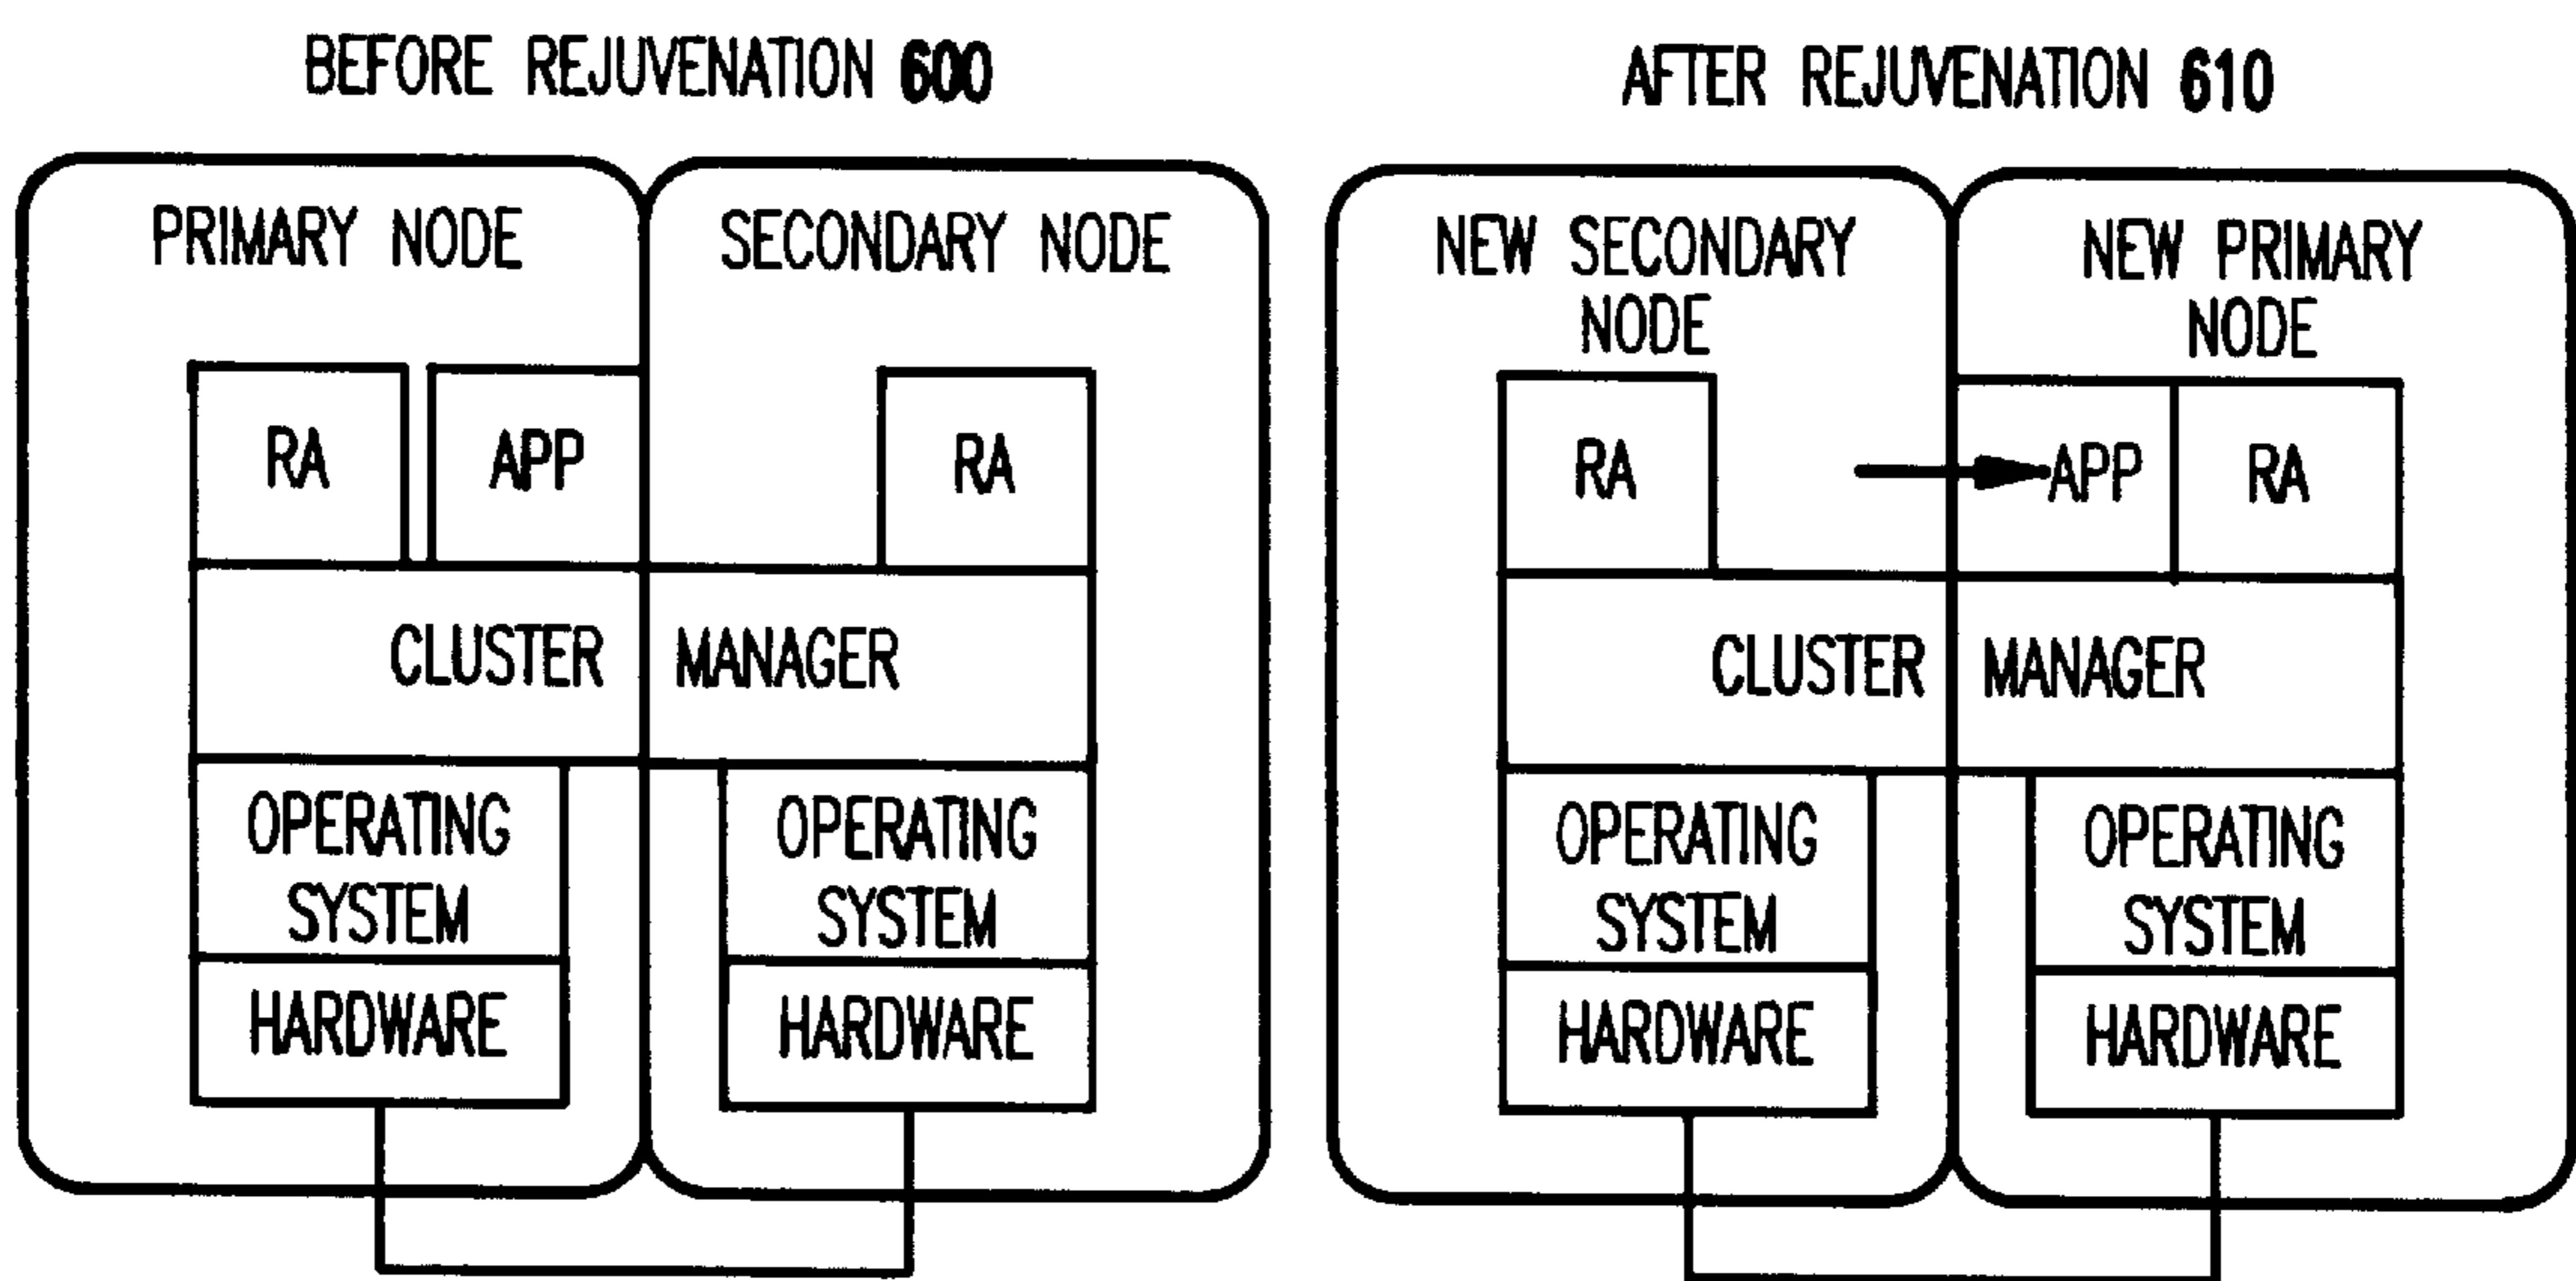 BEFORE REJUVENATION 600
PRIMARY NODE
SECONDARY NODE
RA
APP
RA
CLUSTER MANAGER
OPERATING
SYSTEM
OPERATING
SYSTEM
HARDWARE
HARDWARE
AFTER REJUVENATION 610
NEW SECONDARY
NODE
NEW PRIMARY
NODE
RA
APP
RA
CLUSTER MANAGER
OPERATING
SYSTEM
OPERATING
SYSTEM
HARDWARE
HARDWARE